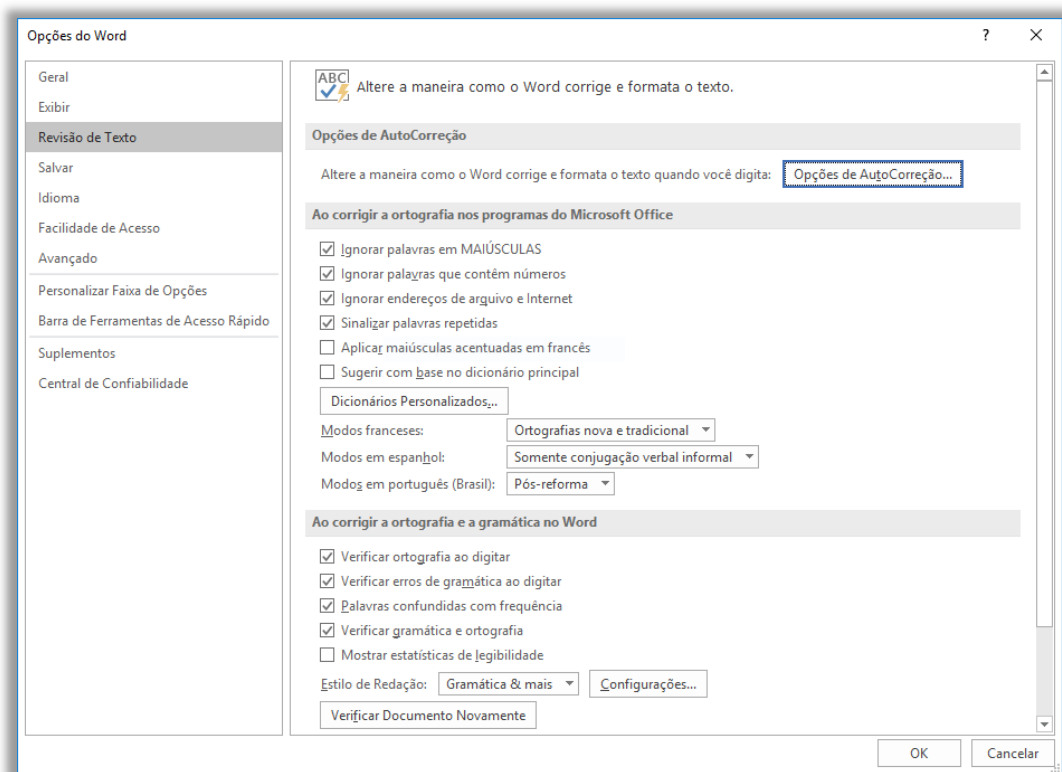 Opções do Word ? ×
Geral
Exibir
Revisão de Texto
Salvar
Idioma
Facilidade de Acesso
Avançado
Personalizar Faixa de Opções
Barra de Ferramentas de Acesso Rápido
Suplementos
Central de Confiabilidade
ABC Altere a maneira como o Word corrige e formata o texto.
Opções de AutoCorreção
Altere a maneira como o Word corrige e formata o texto quando você digita: Opções de AutoCorreção...
Ao corrigir a ortografia nos programas do Microsoft Office
Ignorar palavras em MAIÚSCULAS
Ignorar palavras que contêm números
Ignorar endereços de arquivo e Internet
Sinalizar palavras repetidas
Aplicar maiúsculas acentuadas em francês
Sugerir com base no dicionário principal
Dicionários Personalizados...
Modos franceses: Ortografias nova e tradicional
Modos em espanhol: Somente conjugação verbal informal
Modos em português (Brasil): Pós-reforma
Ao corrigir a ortografia e a gramática no Word
Verificar ortografia ao digitar
Verificar erros de gramática ao digitar
Palavras confundidas com frequência
Verificar gramática e ortografia
Mostrar estatísticas de legibilidade
Estilo de Redação: Gramática & mais Configurações...
Verificar Documento Novamente
OK Cancelar